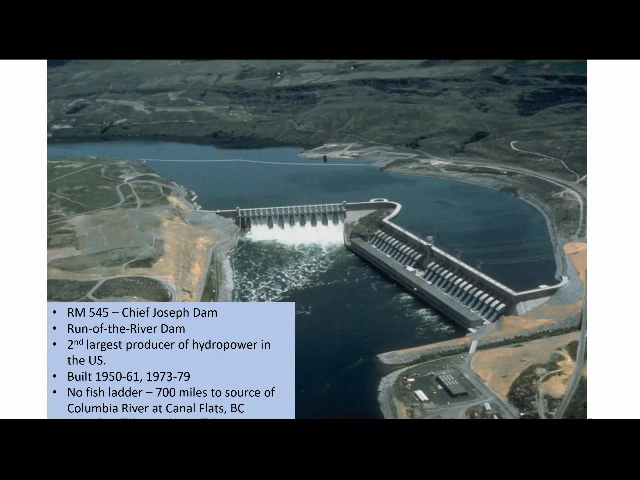 • RM 545 – Chief Joseph Dam
• Run-of-the-River Dam
• 2nd largest producer of hydropower in
the US.
• Built 1950-61, 1973-79
• No fish ladder – 700 miles to source of
Columbia River at Canal Flats, BC